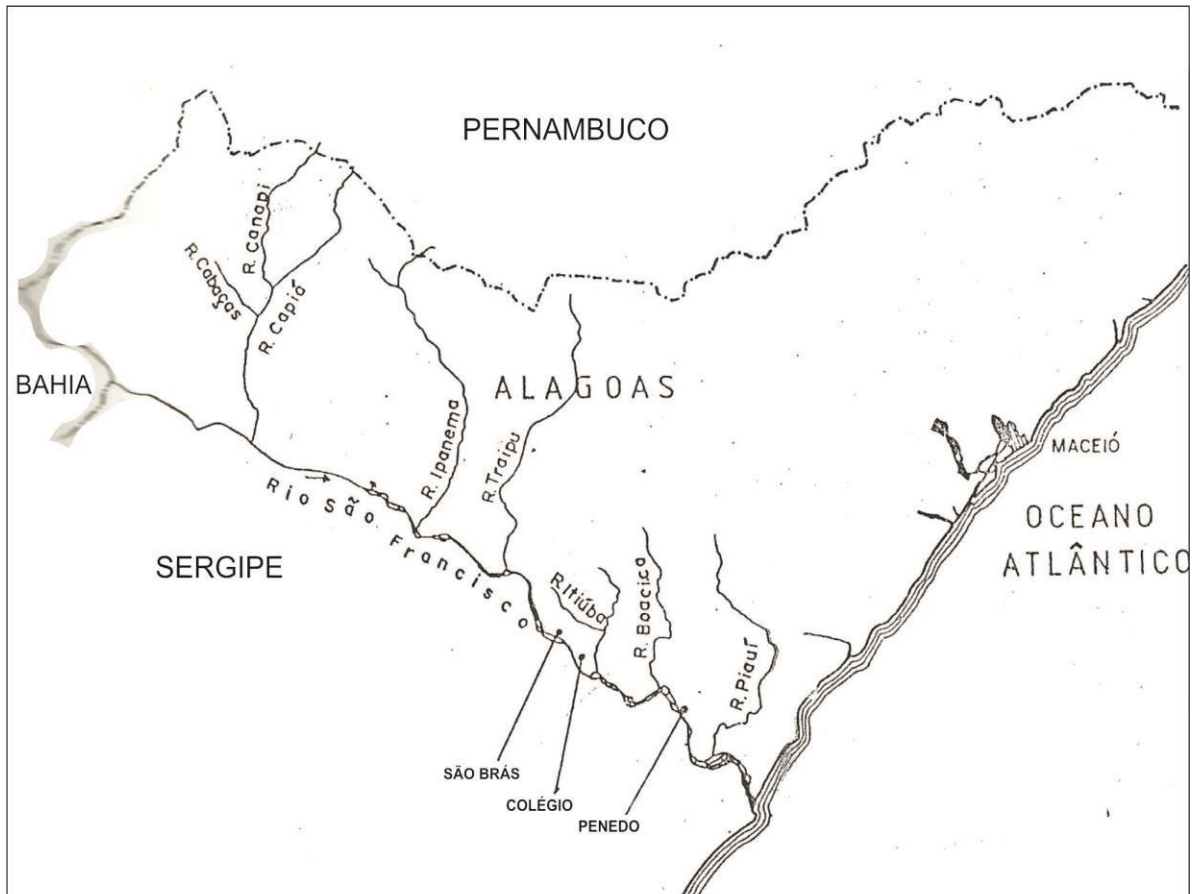 PERNAMBUCO
R. Canapi
R. Cabaças
R. Capiá
BAHIA
ALAGOAS
R. Ipanema
R. Traipu
MACEIÓ
Rio São Francisco
OCEANO
ATLÂNTICO
SERGIPE
R. Itiúba
R. Boacica
R. Piauí
SÃO BRÁS
COLÉGIO
PENEDO